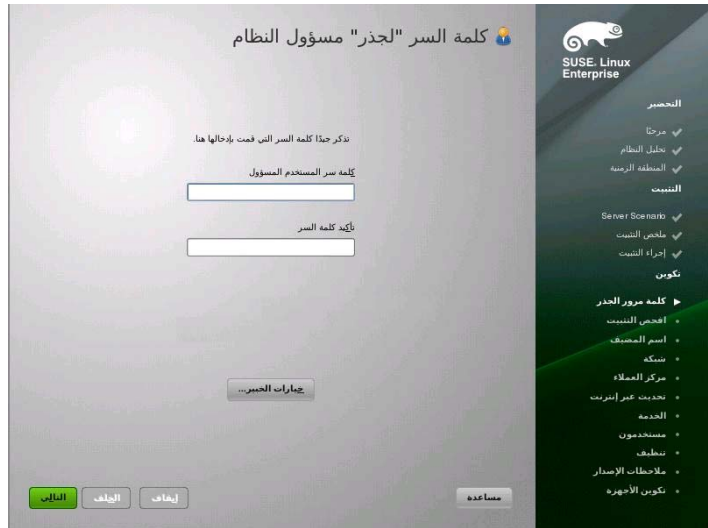 كلمة السر "لجذر" مسؤول النظام
تذكر جيدًا كلمة السر التي قمت بإدخالها هنا.
كلمة سر المستخدم المسؤول
تأكيد كلمة السر
خيارات الخبير...
مساعدة
إيقاف
الخلف
التالي
SUSE. Linux
Enterprise
التحضير
مرحبًا
تحليل النظام
المنطقة الزمنية
التثبيت
Server Scenario
ملخص التثبيت
إجراء التثبيت
تكوين
كلمة مرور الجذر
افحص التثبيت
اسم المضيف
شبكة
مركز العملاء
تحديث عبر إنترنت
الخدمة
مستخدمون
تنظيف
ملاحظات الإصدار
تكوين الأجهزة